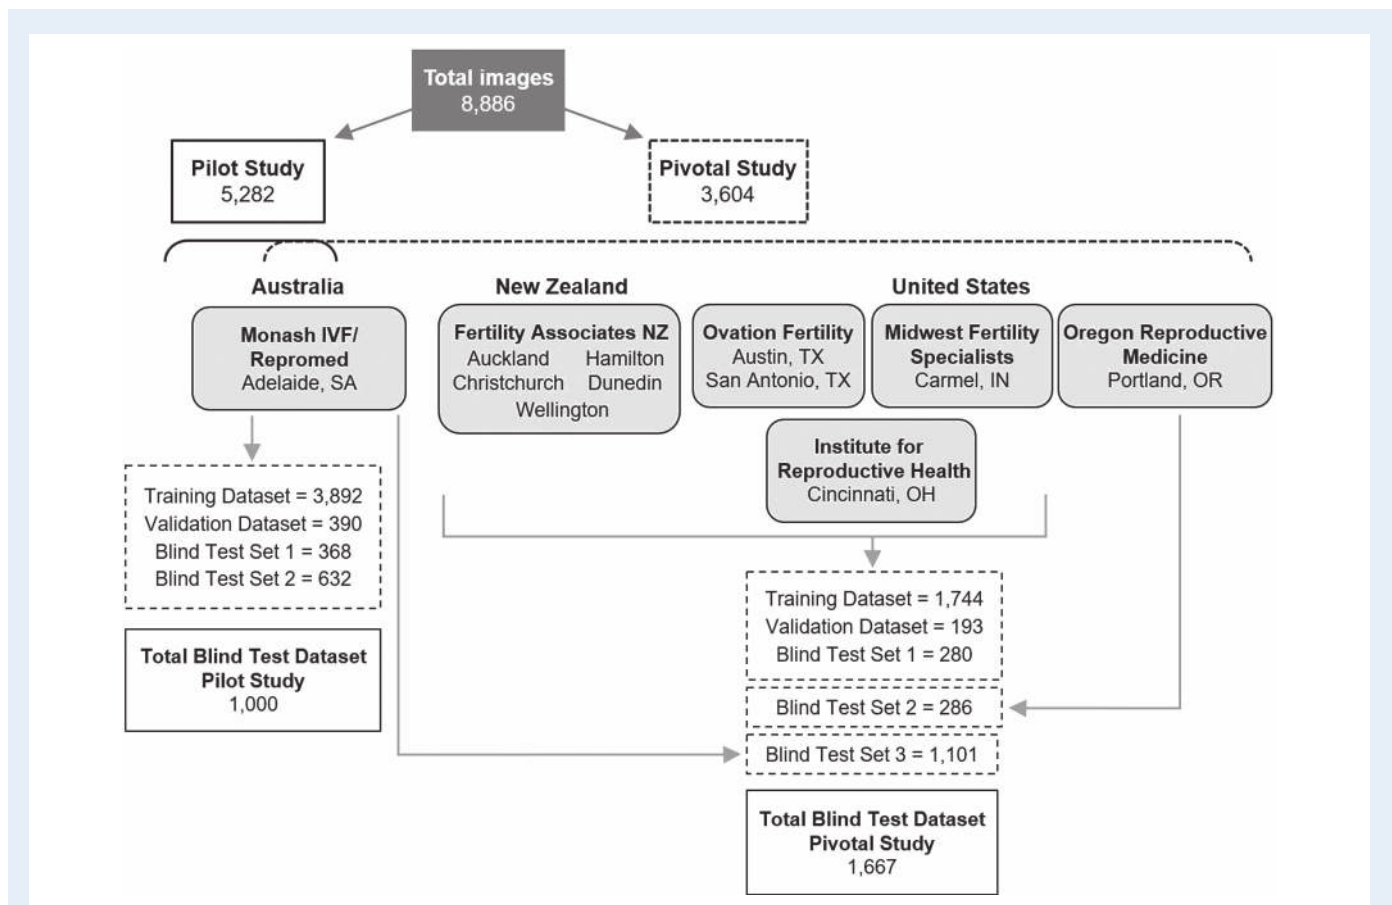 Total images
8,886
Pilot Study
5,282
Pivotal Study
3,604
Australia
New Zealand
United States
Monash IVF/
Repromed
Adelaide, SA
Fertility Associates NZ
Auckland Hamilton
Christchurch Dunedin
Wellington
Ovation Fertility
Austin, TX
San Antonio, TX
Midwest Fertility
Specialists
Carmel, IN
Oregon Reproductive
Medicine
Portland, OR
Institute for
Reproductive Health
Cincinnati, OH
Training Dataset = 3,892
Validation Dataset = 390
Blind Test Set 1 = 368
Blind Test Set 2 = 632
Total Blind Test Dataset
Pilot Study
1,000
Training Dataset = 1,744
Validation Dataset = 193
Blind Test Set 1 = 280
Blind Test Set 2 = 286
Blind Test Set 3 = 1,101
Total Blind Test Dataset
Pivotal Study
1,667